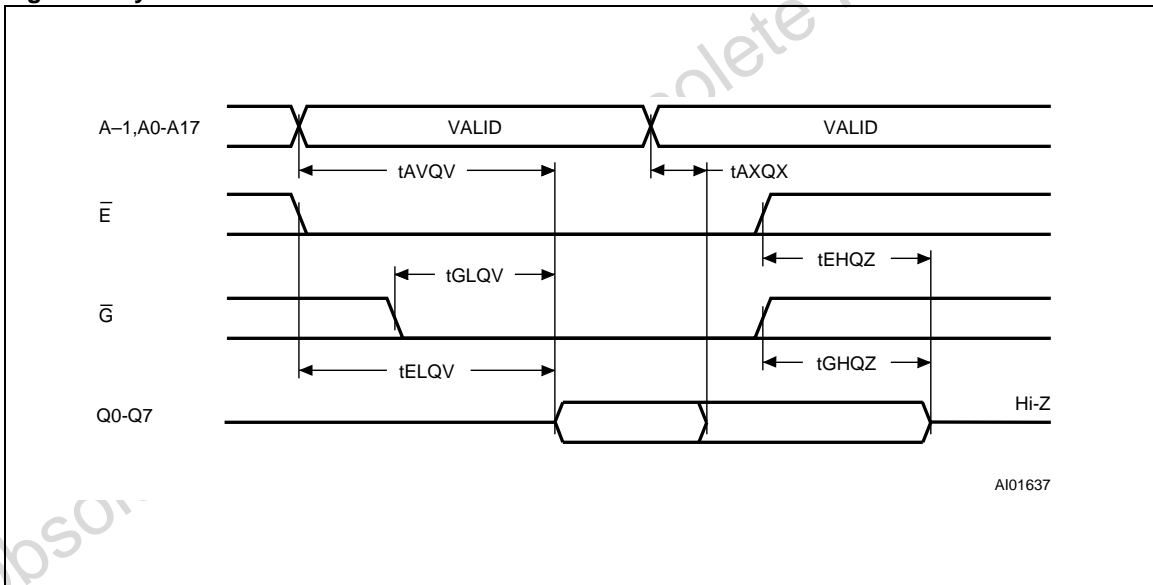 A–1,A0-A17
VALID
VALID
tAVQV
tAXQX
E̅
tEHQZ
tGLQV
G̅
tGHQZ
tELQV
Q0-Q7
Hi-Z
AI01637